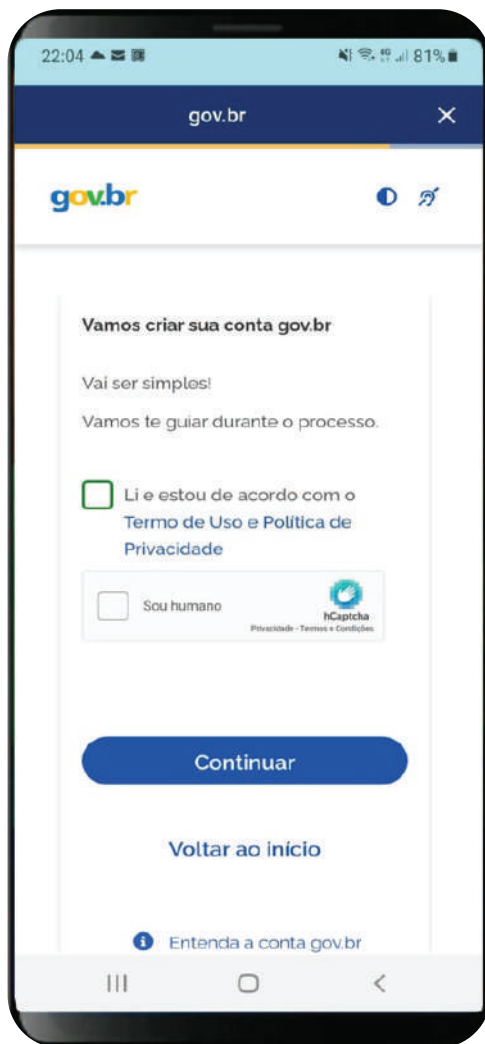 22:04 81%
gov.br
gov.br
Vamos criar sua conta gov.br
Vai ser simples!
Vamos te guiar durante o processo.
Li e estou de acordo com o
Termo de Uso e Política de
Privacidade
Sou humano
hCaptcha
Privacidade - Termos e Condições
Continuar
Voltar ao início
Entenda a conta gov.br